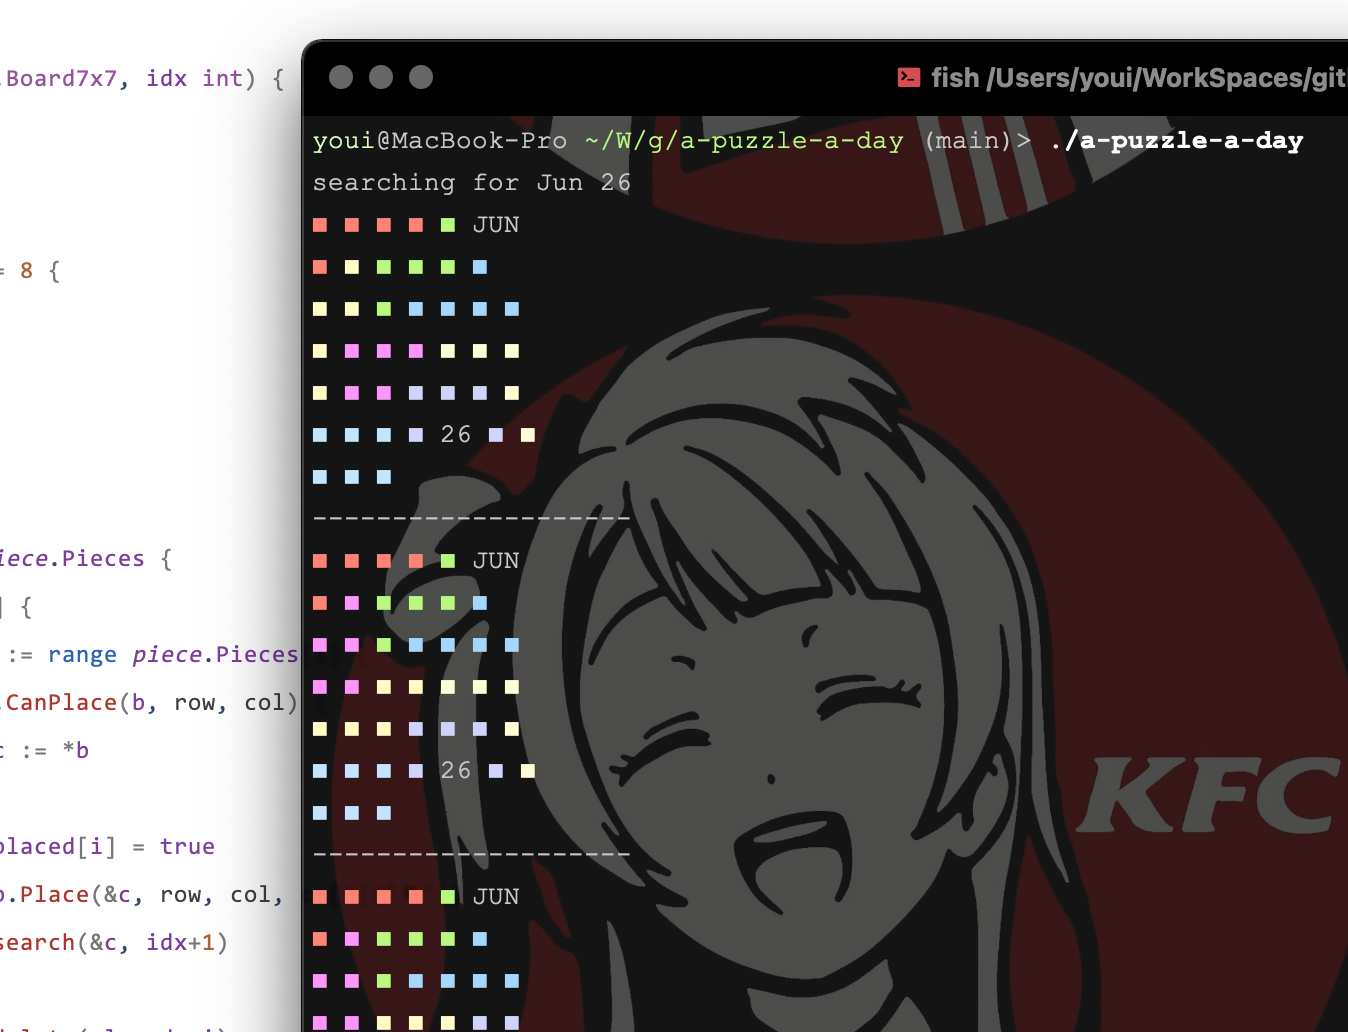 .Board7x7, idx int) {
= 8 {
iece.Pieces {
] {
:= range piece.Pieces
.CanPlace(b, row, col)
c := *b
placed[i] = true
b.Place(&c, row, col,
search(&c, idx+1)
fish /Users/youi/WorkSpaces/git
youi@MacBook-Pro ~/W/g/a-puzzle-a-day (main)> ./a-puzzle-a-day
searching for Jun 26
■ ■ ■ ■ ■ JUN
■ ■ ■ ■ ■ ■
■ ■ ■ ■ ■ ■ ■
■ ■ ■ ■ ■ ■ ■
■ ■ ■ ■ ■ ■ ■
■ ■ ■ ■ 26 ■ ■
■ ■ ■
--------------------
■ ■ ■ ■ ■ JUN
■ ■ ■ ■ ■ ■
■ ■ ■ ■ ■ ■ ■
■ ■ ■ ■ ■ ■ ■
■ ■ ■ ■ ■ ■ ■
■ ■ ■ ■ 26 ■ ■
■ ■ ■
--------------------
■ ■ ■ ■ ■ JUN
■ ■ ■ ■ ■ ■
■ ■ ■ ■ ■ ■ ■
■ ■ ■ ■ ■ ■ ■
KFC